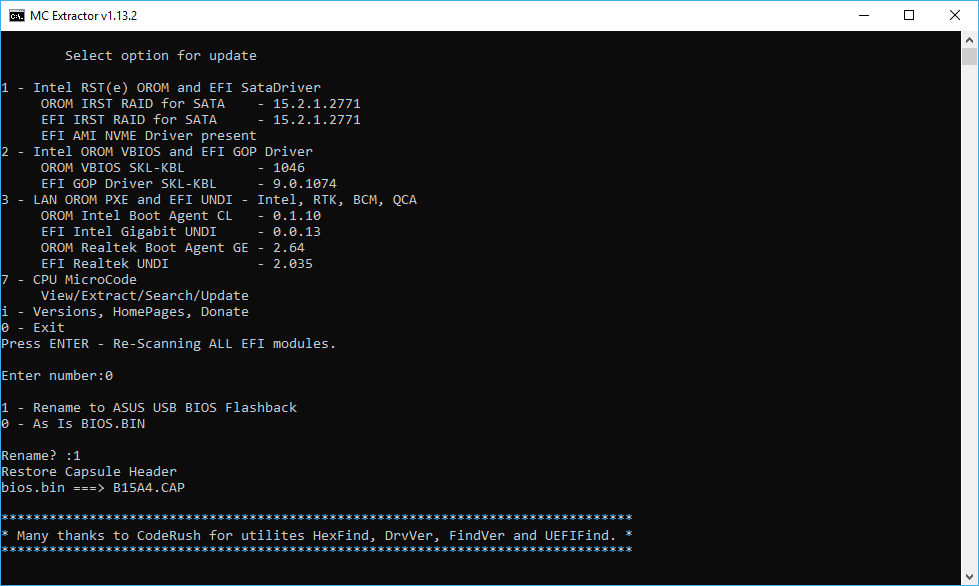 MC Extractor v1.13.2
Select option for update
1 - Intel RST(e) OROM and EFI SataDriver
OROM IRST RAID for SATA    - 15.2.1.2771
EFI IRST RAID for SATA     - 15.2.1.2771
EFI AMI NVME Driver present
2 - Intel OROM VBIOS and EFI GOP Driver
OROM VBIOS SKL-KBL         - 1046
EFI GOP Driver SKL-KBL     - 9.0.1074
3 - LAN OROM PXE and EFI UNDI - Intel, RTK, BCM, QCA
OROM Intel Boot Agent CL   - 0.1.10
EFI Intel Gigabit UNDI     - 0.0.13
OROM Realtek Boot Agent GE - 2.64
EFI Realtek UNDI           - 2.035
7 - CPU MicroCode
View/Extract/Search/Update
i - Versions, HomePages, Donate
0 - Exit
Press ENTER - Re-Scanning ALL EFI modules.
Enter number:0
1 - Rename to ASUS USB BIOS Flashback
0 - As Is BIOS.BIN
Rename? :1
Restore Capsule Header
bios.bin ===> B15A4.CAP
*******************************************************************************
* Many thanks to CodeRush for utilites HexFind, DrvVer, FindVer and UEFIFind. *
*******************************************************************************